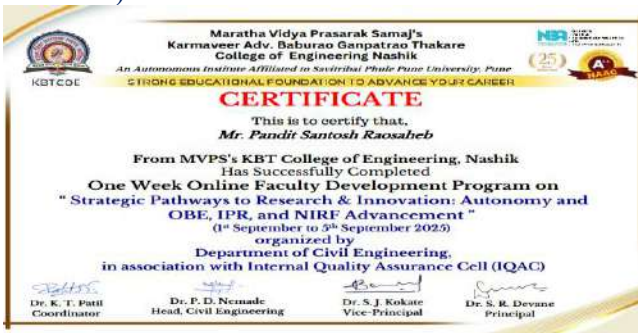 Maratha Vidya Prasarak Samaj's
Karmaveer Adv. Baburao Ganpatrao Thakare
College of Engineering Nashik
An Autonomous Institute Affiliated to Savitribai Phule Pune University, Pune
KBTCOE
NBA
25
A++
NAAC
STRONG EDUCATIONAL FOUNDATION TO ADVANCE YOUR CAREER
CERTIFICATE
This is to certify that,
Mr. Pandit Santosh Raosaheb
From MVPS's KBT College of Engineering, Nashik
Has Successfully Completed
One Week Online Faculty Development Program on
" Strategic Pathways to Research & Innovation: Autonomy and
OBE, IPR, and NIRF Advancement "
(1st September to 5th September 2025)
organized by
Department of Civil Engineering,
in association with Internal Quality Assurance Cell (IQAC)
Dr. K. T. Patil
Coordinator
Dr. P. D. Nemade
Head, Civil Engineering
Dr. S. J. Kokate
Vice-Principal
Dr. S. R. Devane
Principal